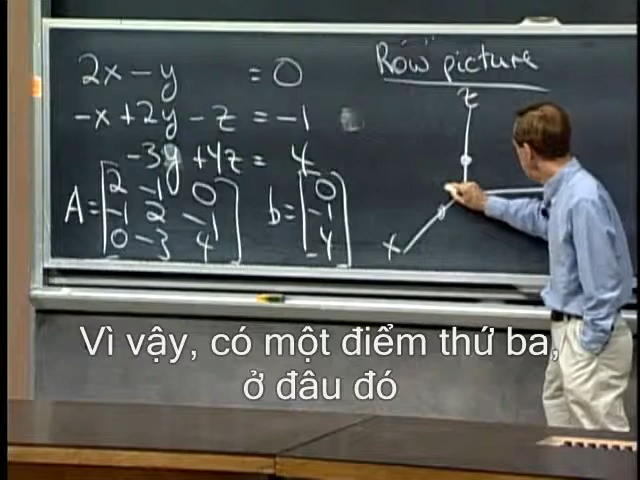 2x - y = 0
-x + 2y - z = -1
-3y + 4z = 4
A = [2 -1 0
-1 2 -1
0 -3 4]
b = [0
-1
4]
"Row" picture
z
x
Vì vậy, có một điểm thứ ba,
ở đâu đó